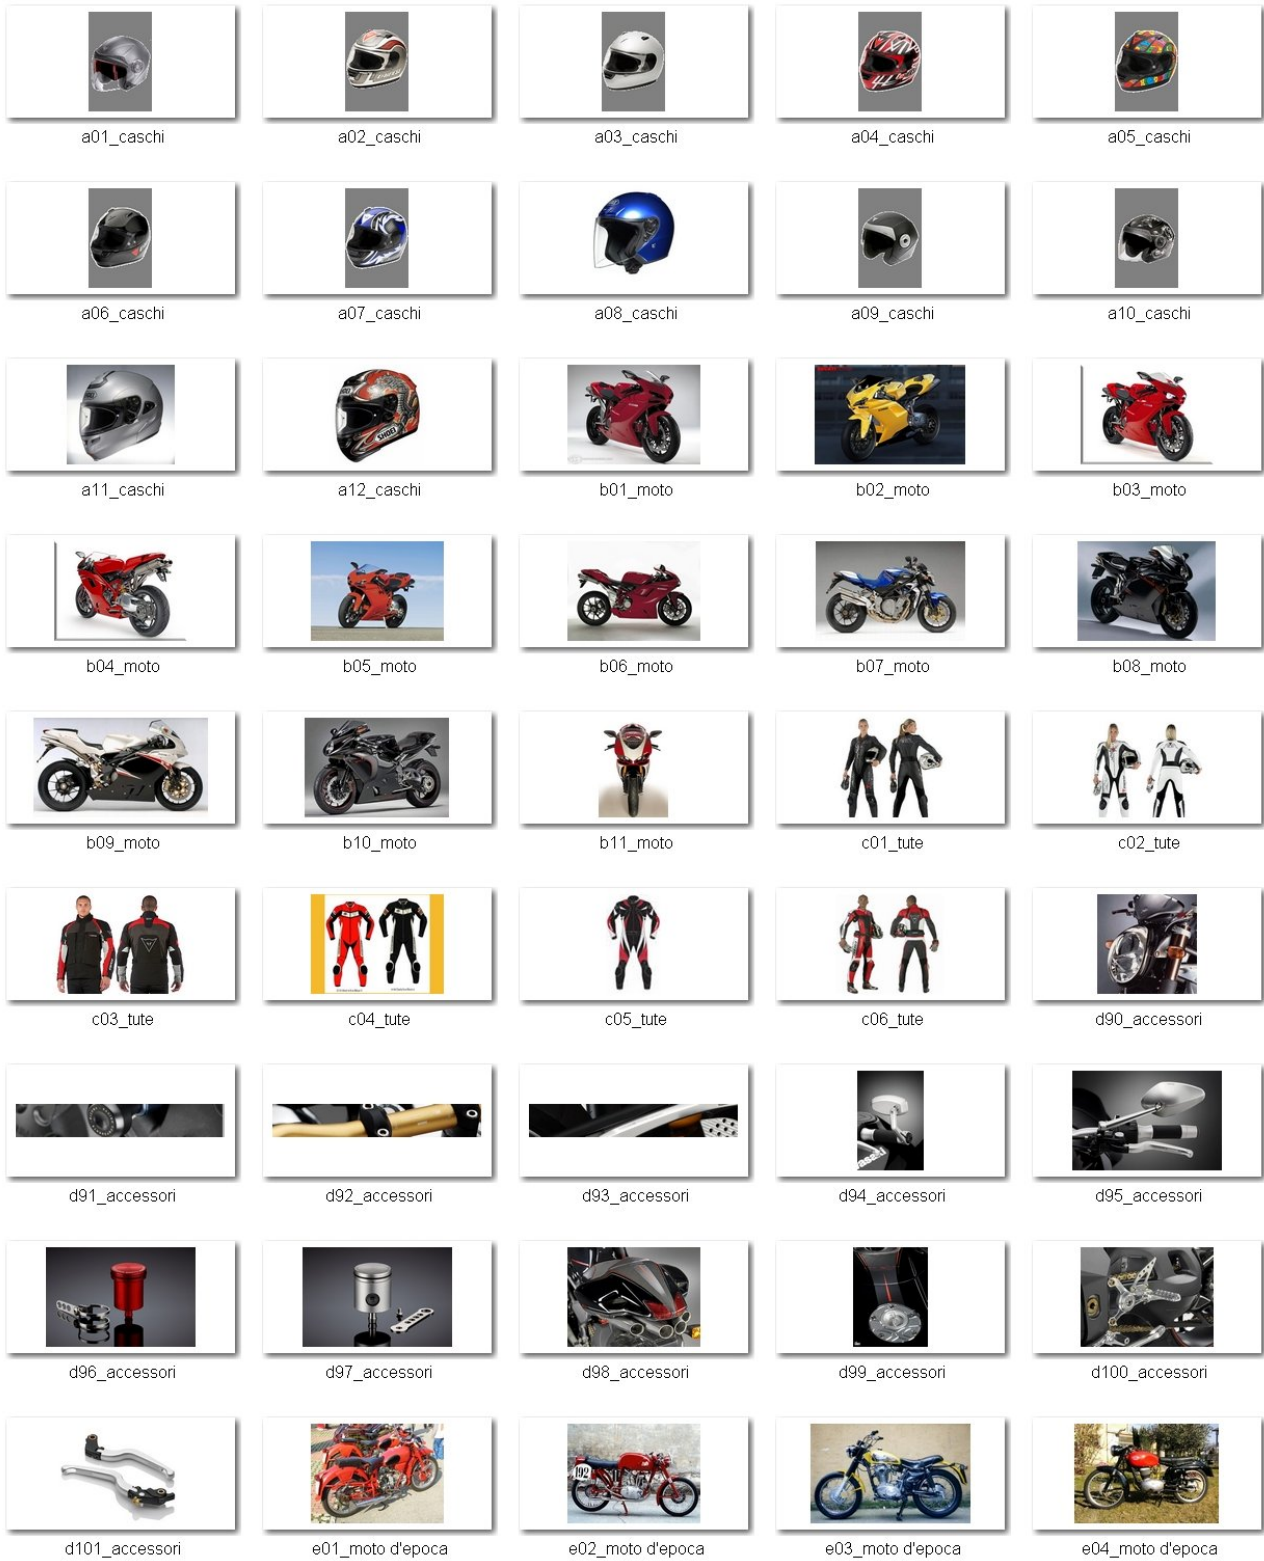 a01_caschi a02_caschi a03_caschi a04_caschi a05_caschi
a06_caschi a07_caschi a08_caschi a09_caschi a10_caschi
SHOEI
a11_caschi a12_caschi b01_moto b02_moto b03_moto
b04_moto b05_moto b06_moto b07_moto b08_moto
b09_moto b10_moto b11_moto c01_tute c02_tute
c03_tute c04_tute c05_tute c06_tute d90_accessori
d91_accessori d92_accessori d93_accessori d94_accessori d95_accessori
d96_accessori d97_accessori d98_accessori d99_accessori d100_accessori
192
d101_accessori e01_moto d'epoca e02_moto d'epoca e03_moto d'epoca e04_moto d'epoca